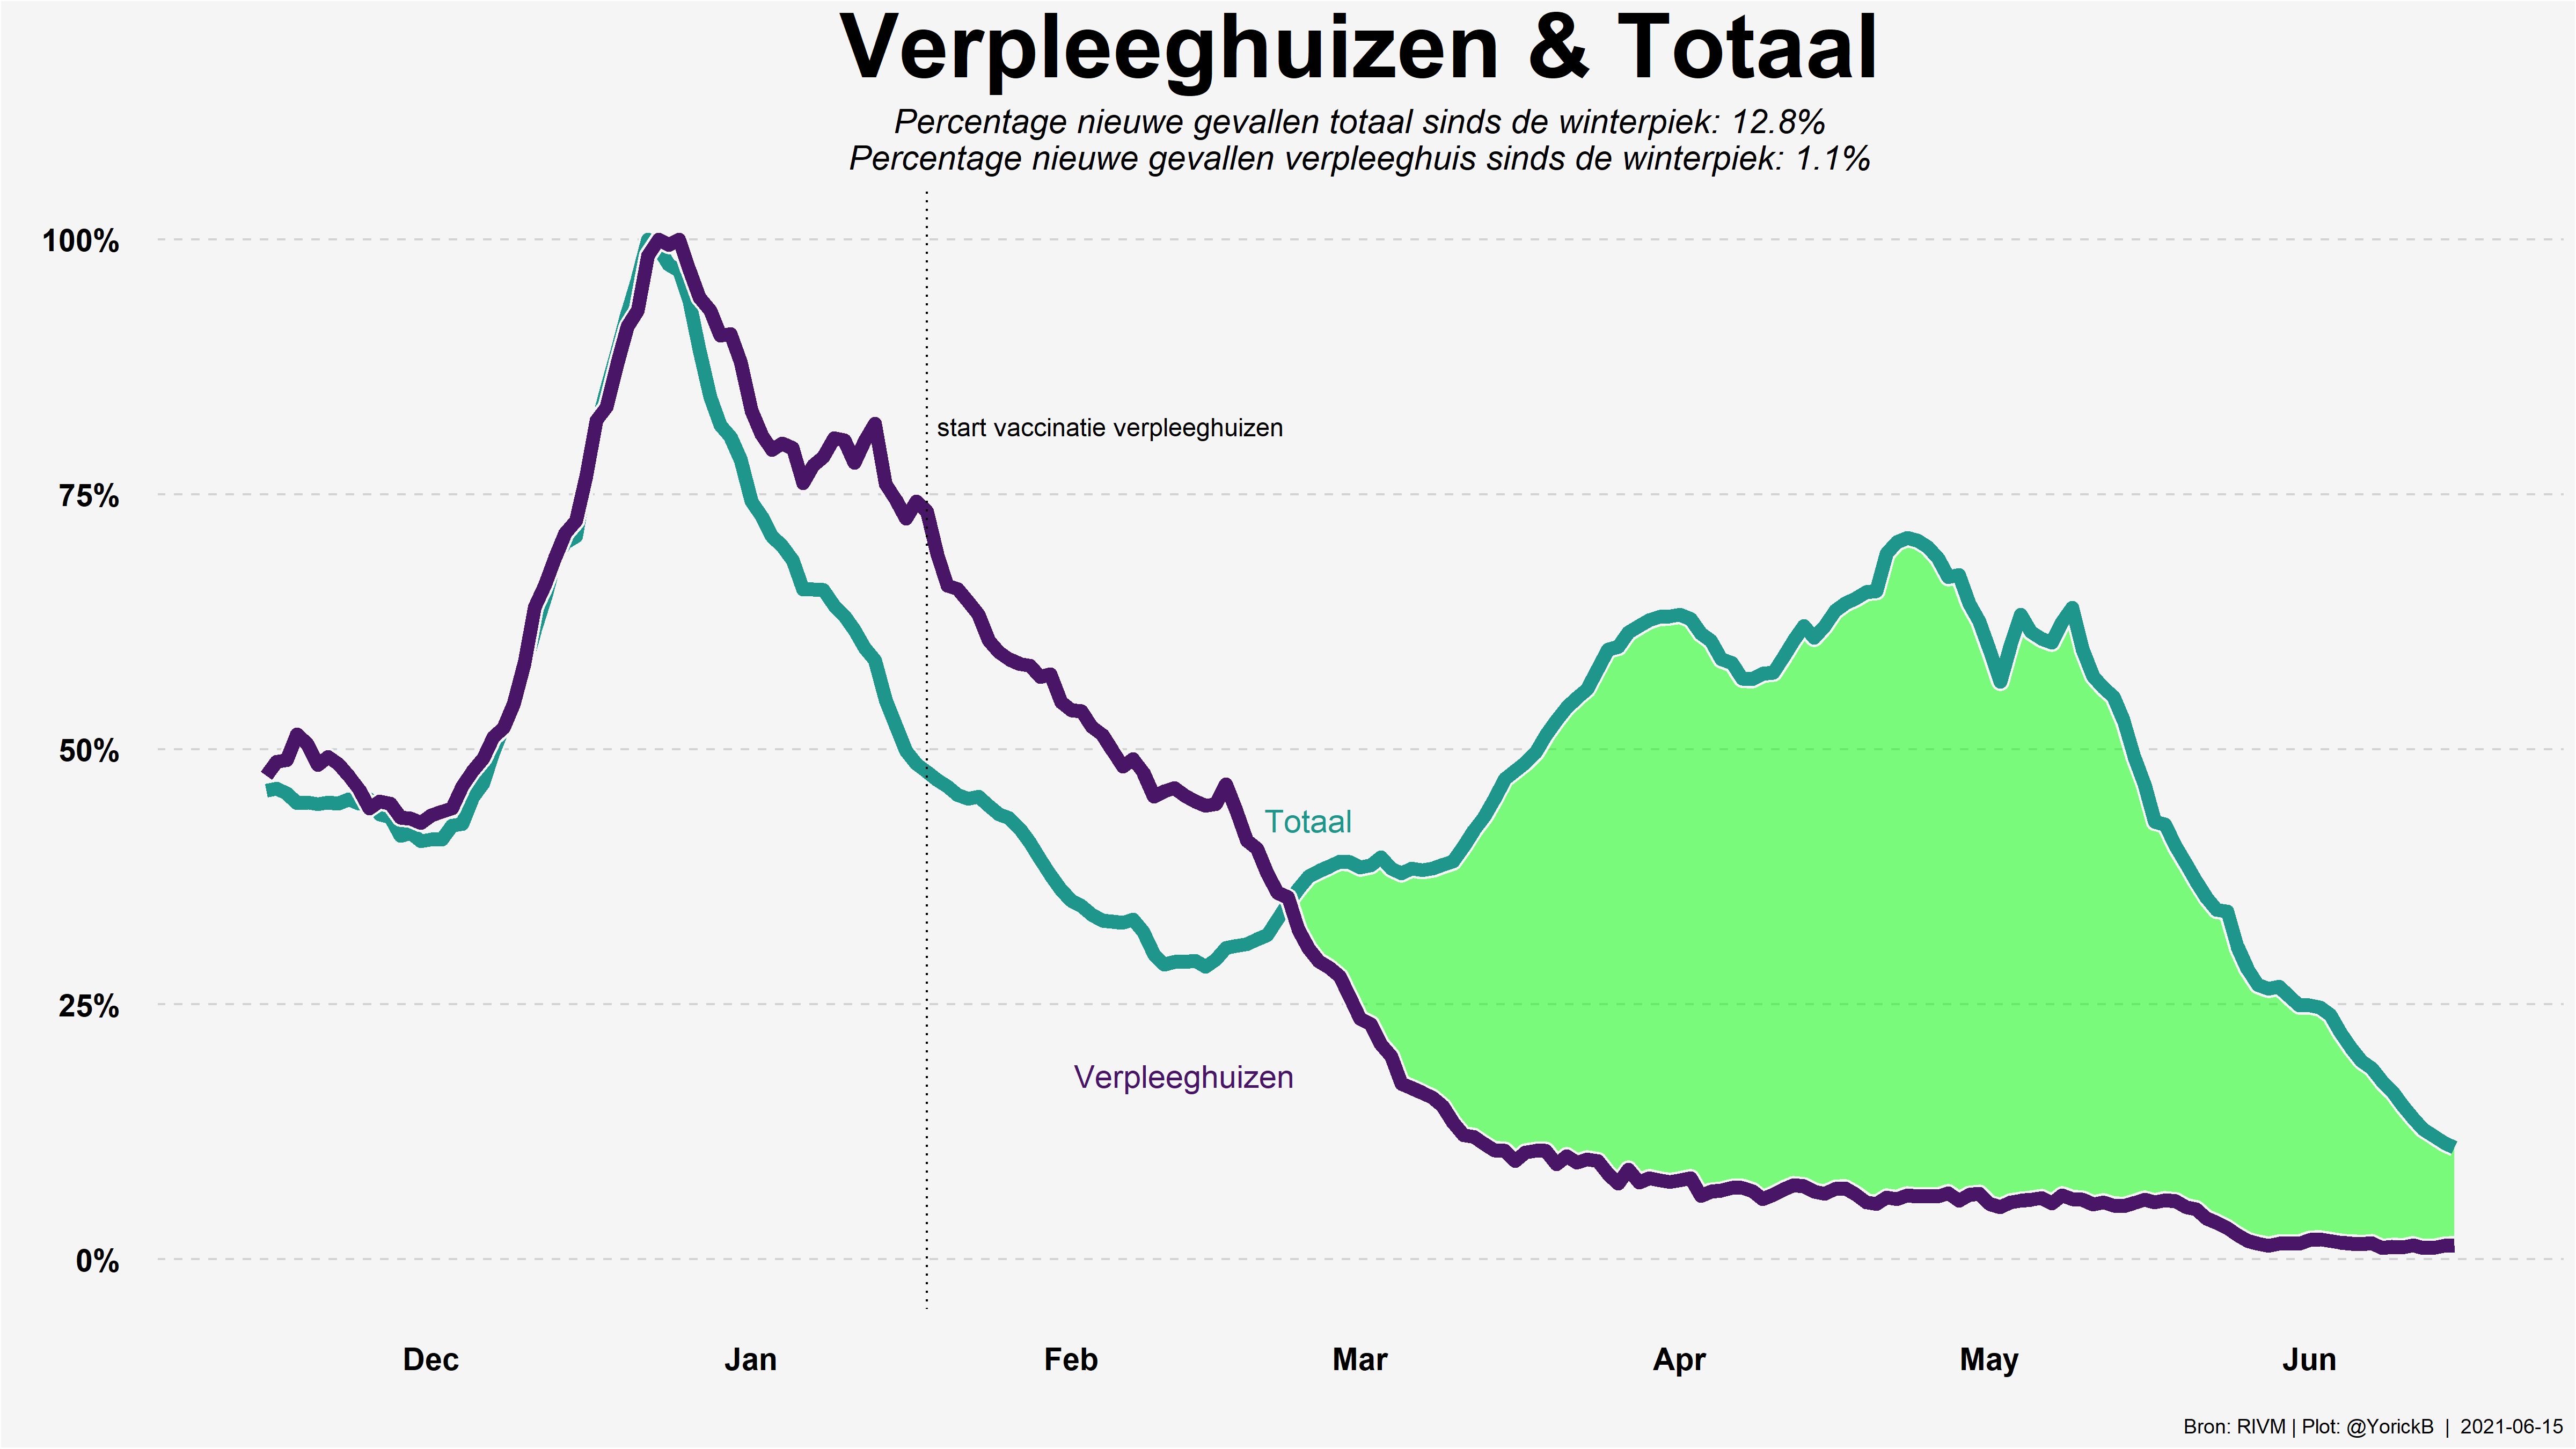 Verpleeghuizen & Totaal
Percentage nieuwe gevallen totaal sinds de winterpiek: 12.8%
Percentage nieuwe gevallen verpleeghuis sinds de winterpiek: 1.1%
100%
start vaccinatie verpleeghuizen
75%
50%
Totaal
25%
Verpleeghuizen
0%
Dec Jan Feb Mar Apr May Jun
Bron: RIVM | Plot: @YorickB | 2021-06-15